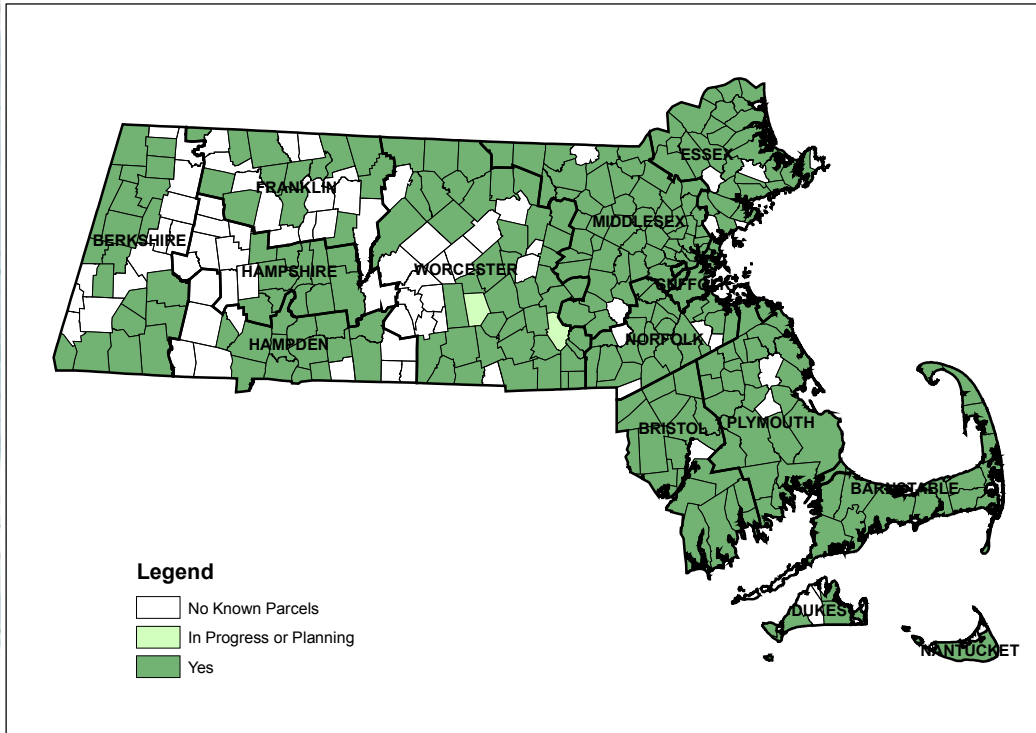 ESSEX
FRANKLIN
MIDDLESEX
BERKSHIRE
WORCESTER
HAMPSHIRE
SUFFOLK
NORFOLK
HAMPDEN
PLYMOUTH
BRISTOL
BARNSTABLE
DUKES
NANTUCKET
Legend
No Known Parcels
In Progress or Planning
Yes